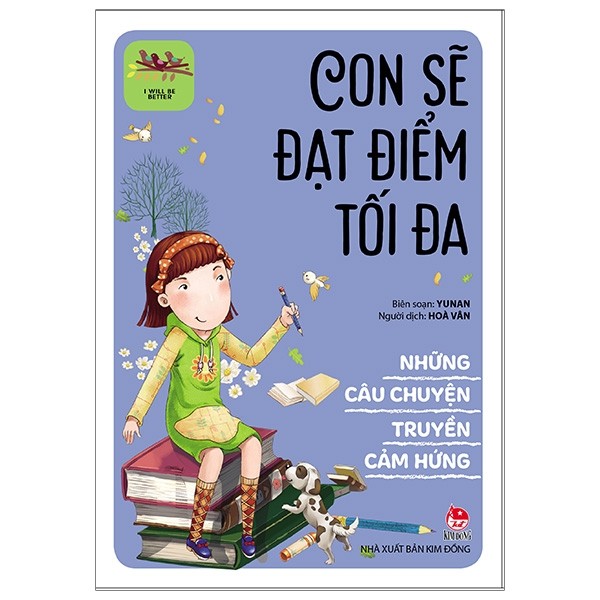 I WILL BE
BETTER
CON SẼ
ĐẠT ĐIỂM
TỐI ĐA
Biên soạn: YUNAN
Người dịch: HOÀ VÂN
NHỮNG
CÂU CHUYỆN
TRUYỀN
CẢM HỨNG
KIM ĐỒNG
NHÀ XUẤT BẢN KIM ĐỒNG